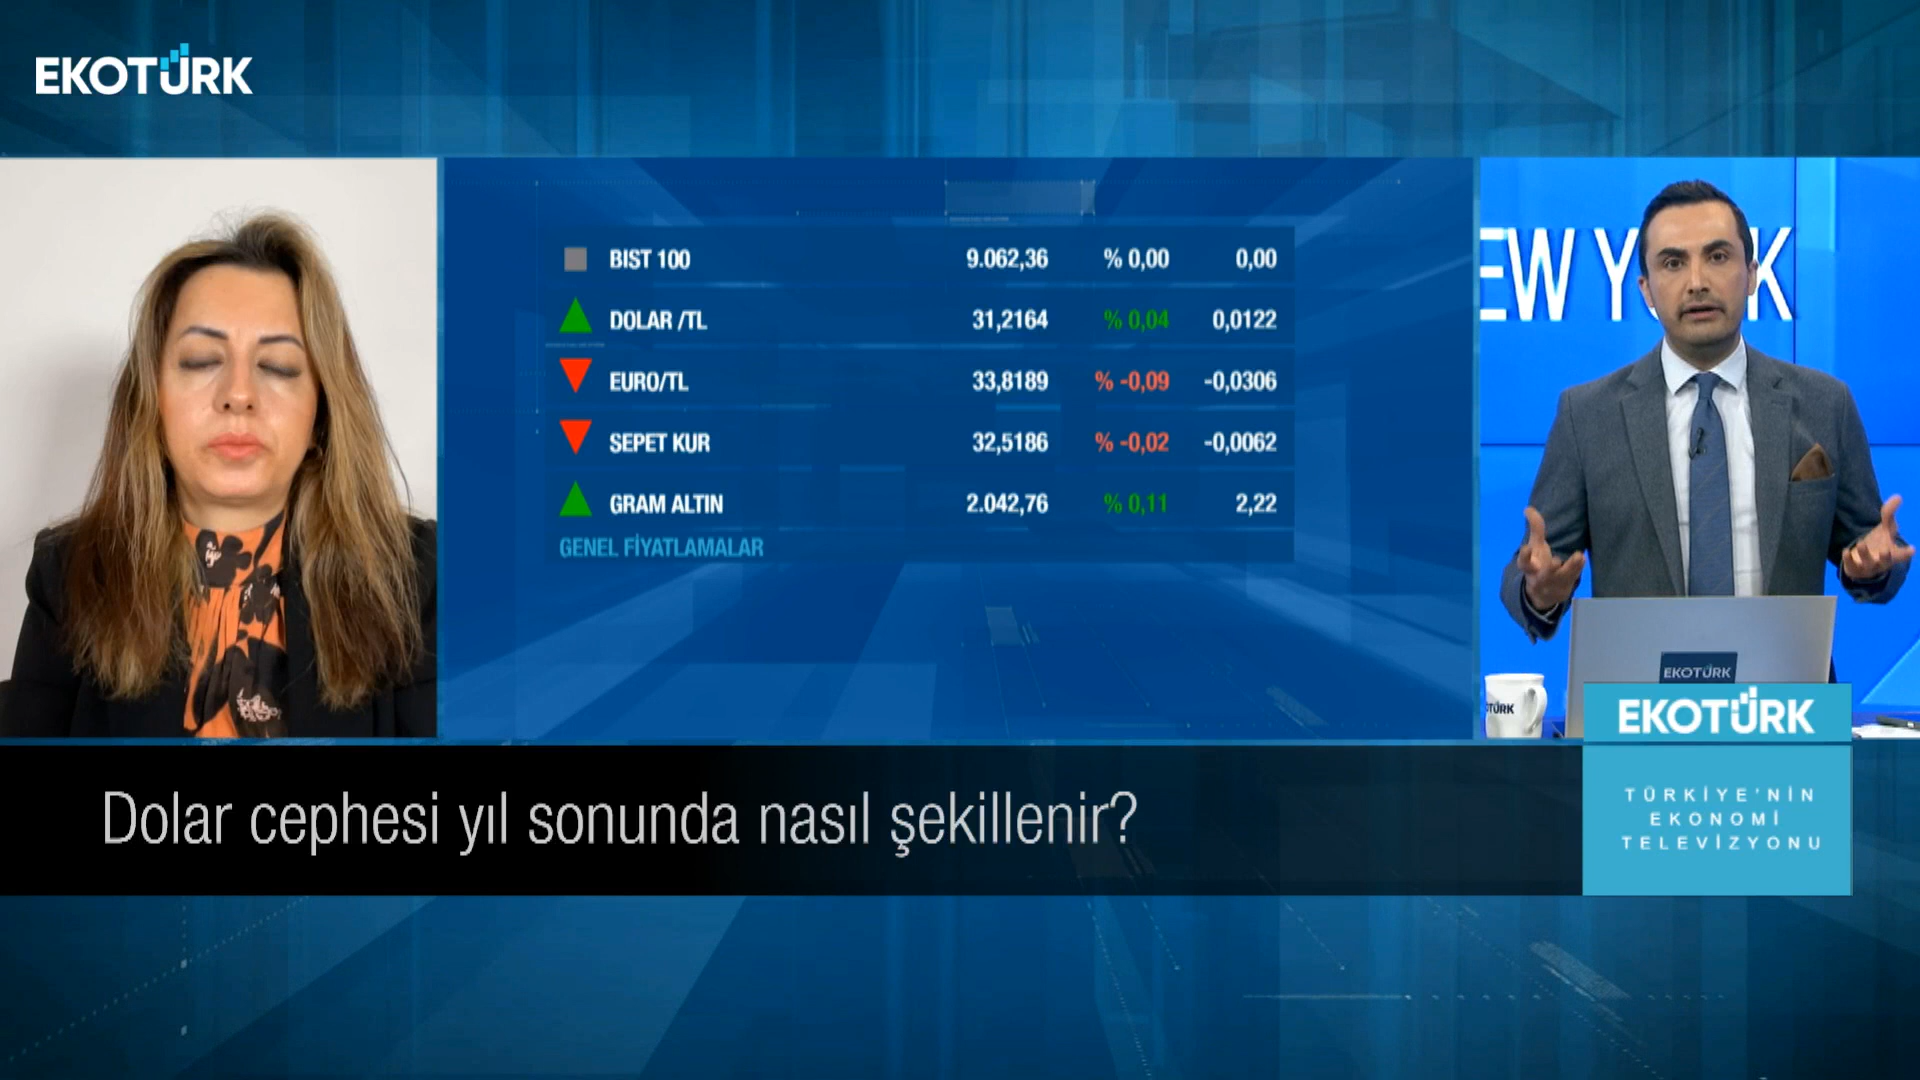 EKOTÜRK
EW YORK
BIST 100 9.062,36 % 0,00 0,00
DOLAR /TL 31,2164 % 0,04 0,0122
EURO/TL 33,8189 % -0,09 -0,0306
SEPET KUR 32,5186 % -0,02 -0,0062
GRAM ALTIN 2.042,76 % 0,11 2,22
GENEL FİYATLAMALAR
EKOTÜRK
TÜRK
EKOTÜRK
Dolar cephesi yıl sonunda nasıl şekillenir?
TÜRKİYE'NİN
EKONOMİ
TELEVİZYONU